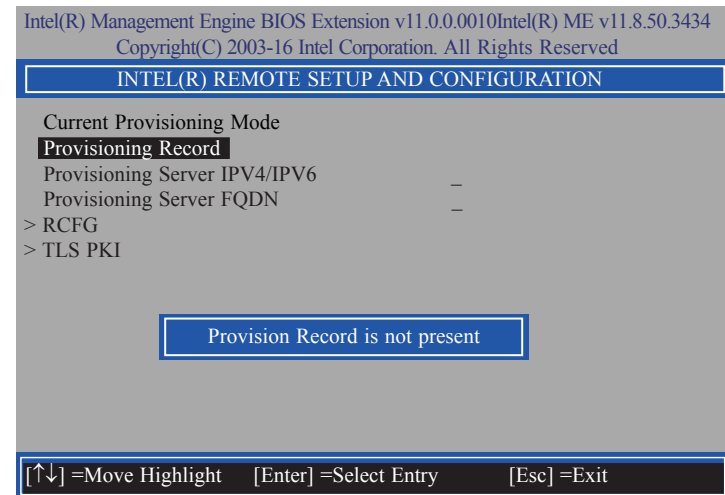 Intel(R) Management Engine BIOS Extension v11.0.0.0010Intel(R) ME v11.8.50.3434
Copyright(C) 2003-16 Intel Corporation. All Rights Reserved
INTEL(R) REMOTE SETUP AND CONFIGURATION
Current Provisioning Mode
Provisioning Record
Provisioning Server IPV4/IPV6 _
Provisioning Server FQDN _
> RCFG
> TLS PKI
Provision Record is not present
[↑↓] =Move Highlight [Enter] =Select Entry [Esc] =Exit